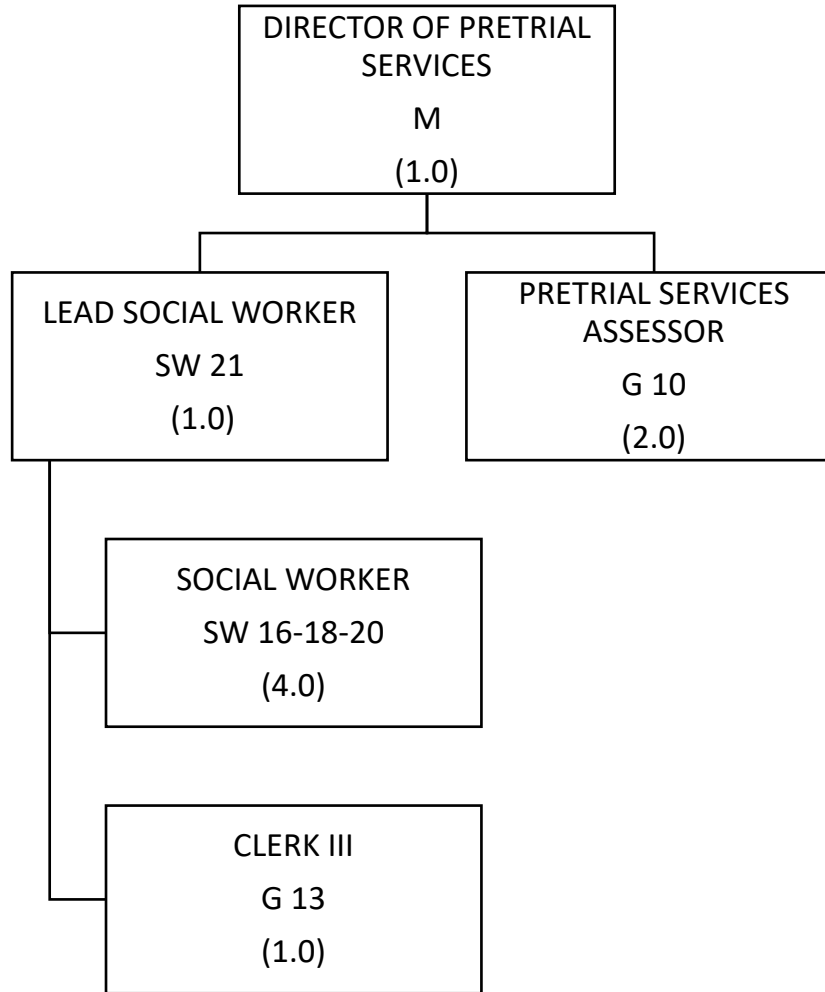 DIRECTOR OF PRETRIAL
SERVICES
M
(1.0)
LEAD SOCIAL WORKER
SW 21
(1.0)
PRETRIAL SERVICES
ASSESSOR
G 10
(2.0)
SOCIAL WORKER
SW 16-18-20
(4.0)
CLERK III
G 13
(1.0)